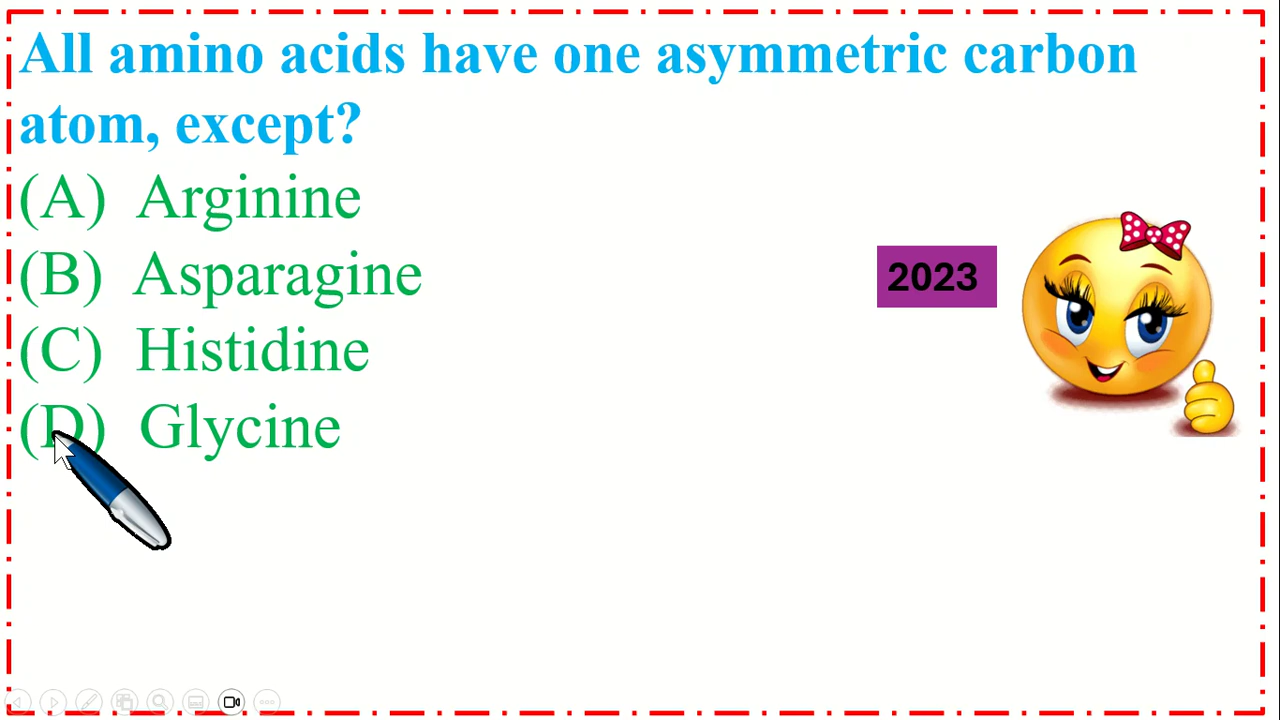 All amino acids have one asymmetric carbon
atom, except?
(A) Arginine
(B) Asparagine
2023
(C) Histidine
(D) Glycine